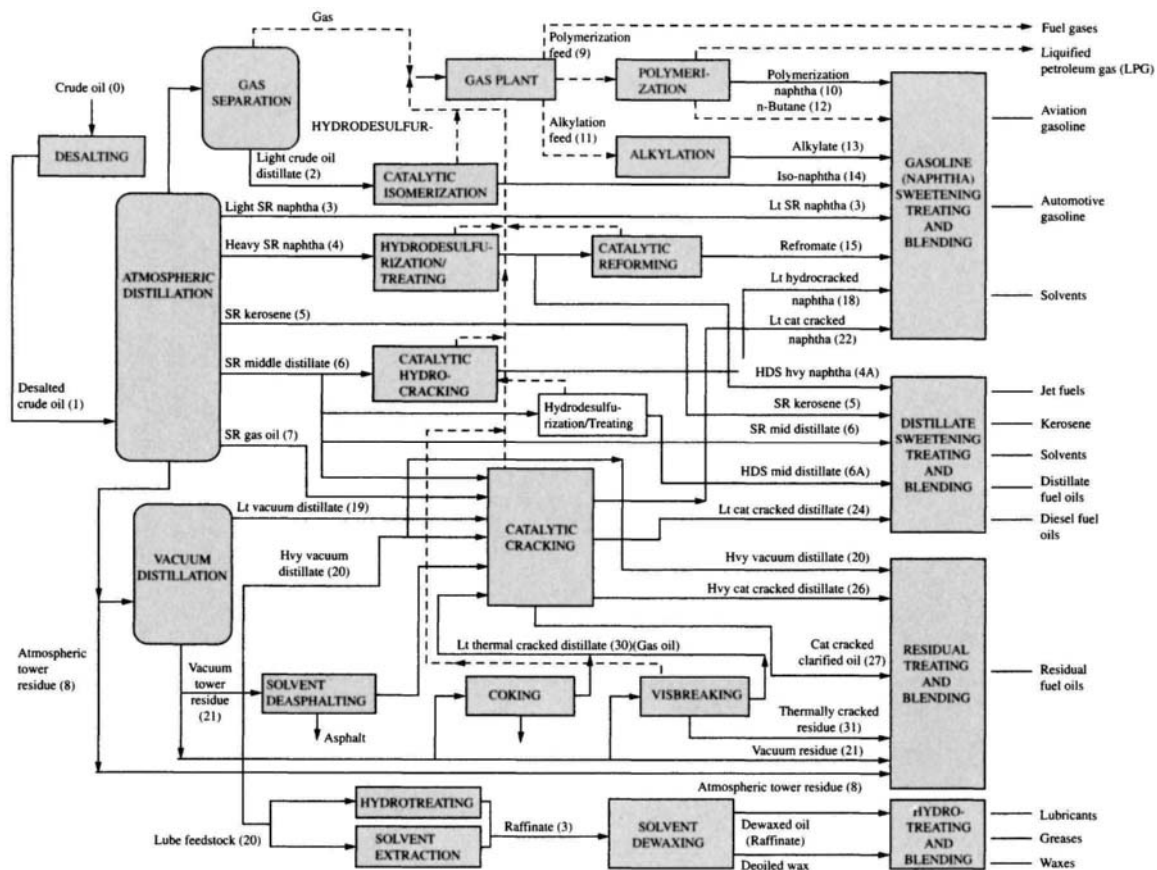 Gas
Fuel gases
Polymerization
feed (9)
Liquified
petroleum gas (LPG)
GAS
SEPARATION
GAS PLANT
POLYMERI-
ZATION
Polymerization
naphtha (10)
n-Butane (12)
Crude oil (0)
Aviation
gasoline
HYDRODESULFUR-
Alkylation
feed (11)
DESALTING
ALKYLATION
Alkylate (13)
Light crude oil
distillate (2)
CATALYTIC
ISOMERIZATION
Iso-naphtha (14)
GASOLINE
(NAPHTHA)
SWEETENING
TREATING
AND
BLENDING
Light SR naphtha (3)
Lt SR naphtha (3)
Automotive
gasoline
Heavy SR naphtha (4)
HYDRODESULFU-
RIZATION/
TREATING
CATALYTIC
REFORMING
Refromate (15)
ATMOSPHERIC
DISTILLATION
Lt hydrocracked
naphtha (18)
Solvents
SR kerosene (5)
Lt cat cracked
naphtha (22)
SR middle distillate (6)
CATALYTIC
HYDRO-
CRACKING
HDS hvy naphtha (4A)
Jet fuels
Desalted
crude oil (1)
Hydrodesulfu-
rization/Treating
SR kerosene (5)
Kerosene
SR gas oil (7)
SR mid distillate (6)
DISTILLATE
SWEETENING
TREATING
AND
BLENDING
Solvents
HDS mid distillate (6A)
Distillate
fuel oils
Lt vacuum distillate (19)
CATALYTIC
CRACKING
Lt cat cracked distillate (24)
Diesel fuel
oils
VACUUM
DISTILLATION
Hvy vacuum
distillate (20)
Hvy vacuum
distillate (20)
Hvy cat cracked distillate (26)
Atmospheric
tower
residue (8)
Lt thermal cracked distillate (30)(Gas oil)
Cat cracked
clarified oil (27)
RESIDUAL
TREATING
AND
BLENDING
Residual
fuel oils
Vacuum
tower
residue
(21)
SOLVENT
DEASPHALTING
COKING
VISBREAKING
Thermally cracked
residue (31)
Asphalt
Vacuum residue (21)
Atmospheric tower residue (8)
HYDROTREATING
Lube feedstock (20)
SOLVENT
EXTRACTION
Raffinate (3)
SOLVENT
DEWAXING
Dewaxed oil
(Raffinate)
Deoiled wax
HYDRO-
TREATING
AND
BLENDING
Lubricants
Greases
Waxes